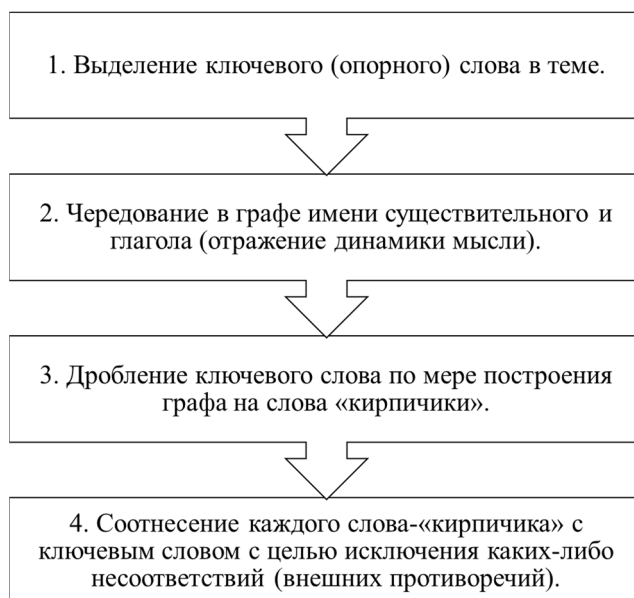 1. Выделение ключевого (опорного) слова в теме.
2. Чередование в графе имени существительного и
глагола (отражение динамики мысли).
3. Дробление ключевого слова по мере построения
графа на слова «кирпичики».
4. Соотнесение каждого слова-«кирпичика» с
ключевым словом с целью исключения каких-либо
несоответствий (внешних противоречий).